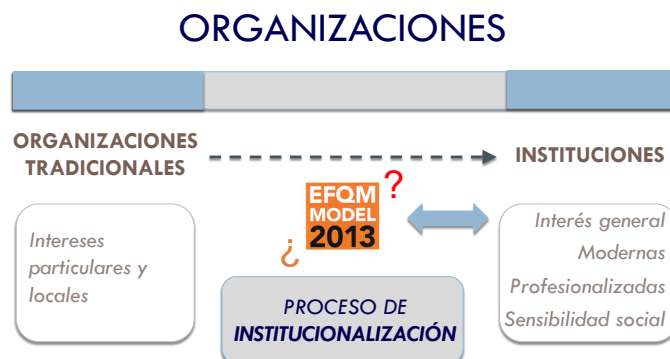 ORGANIZACIONES
ORGANIZACIONES
TRADICIONALES
INSTITUCIONES
¿
EFQM
MODEL
2013
?
Intereses
particulares y
locales
Interés general
Modernas
Profesionalizadas
Sensibilidad social
PROCESO DE
INSTITUCIONALIZACIÓN